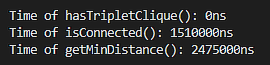 Time of hasTripletClique(): 0ns
Time of isConnected(): 1510000ns
Time of getMinDistance(): 2475000ns